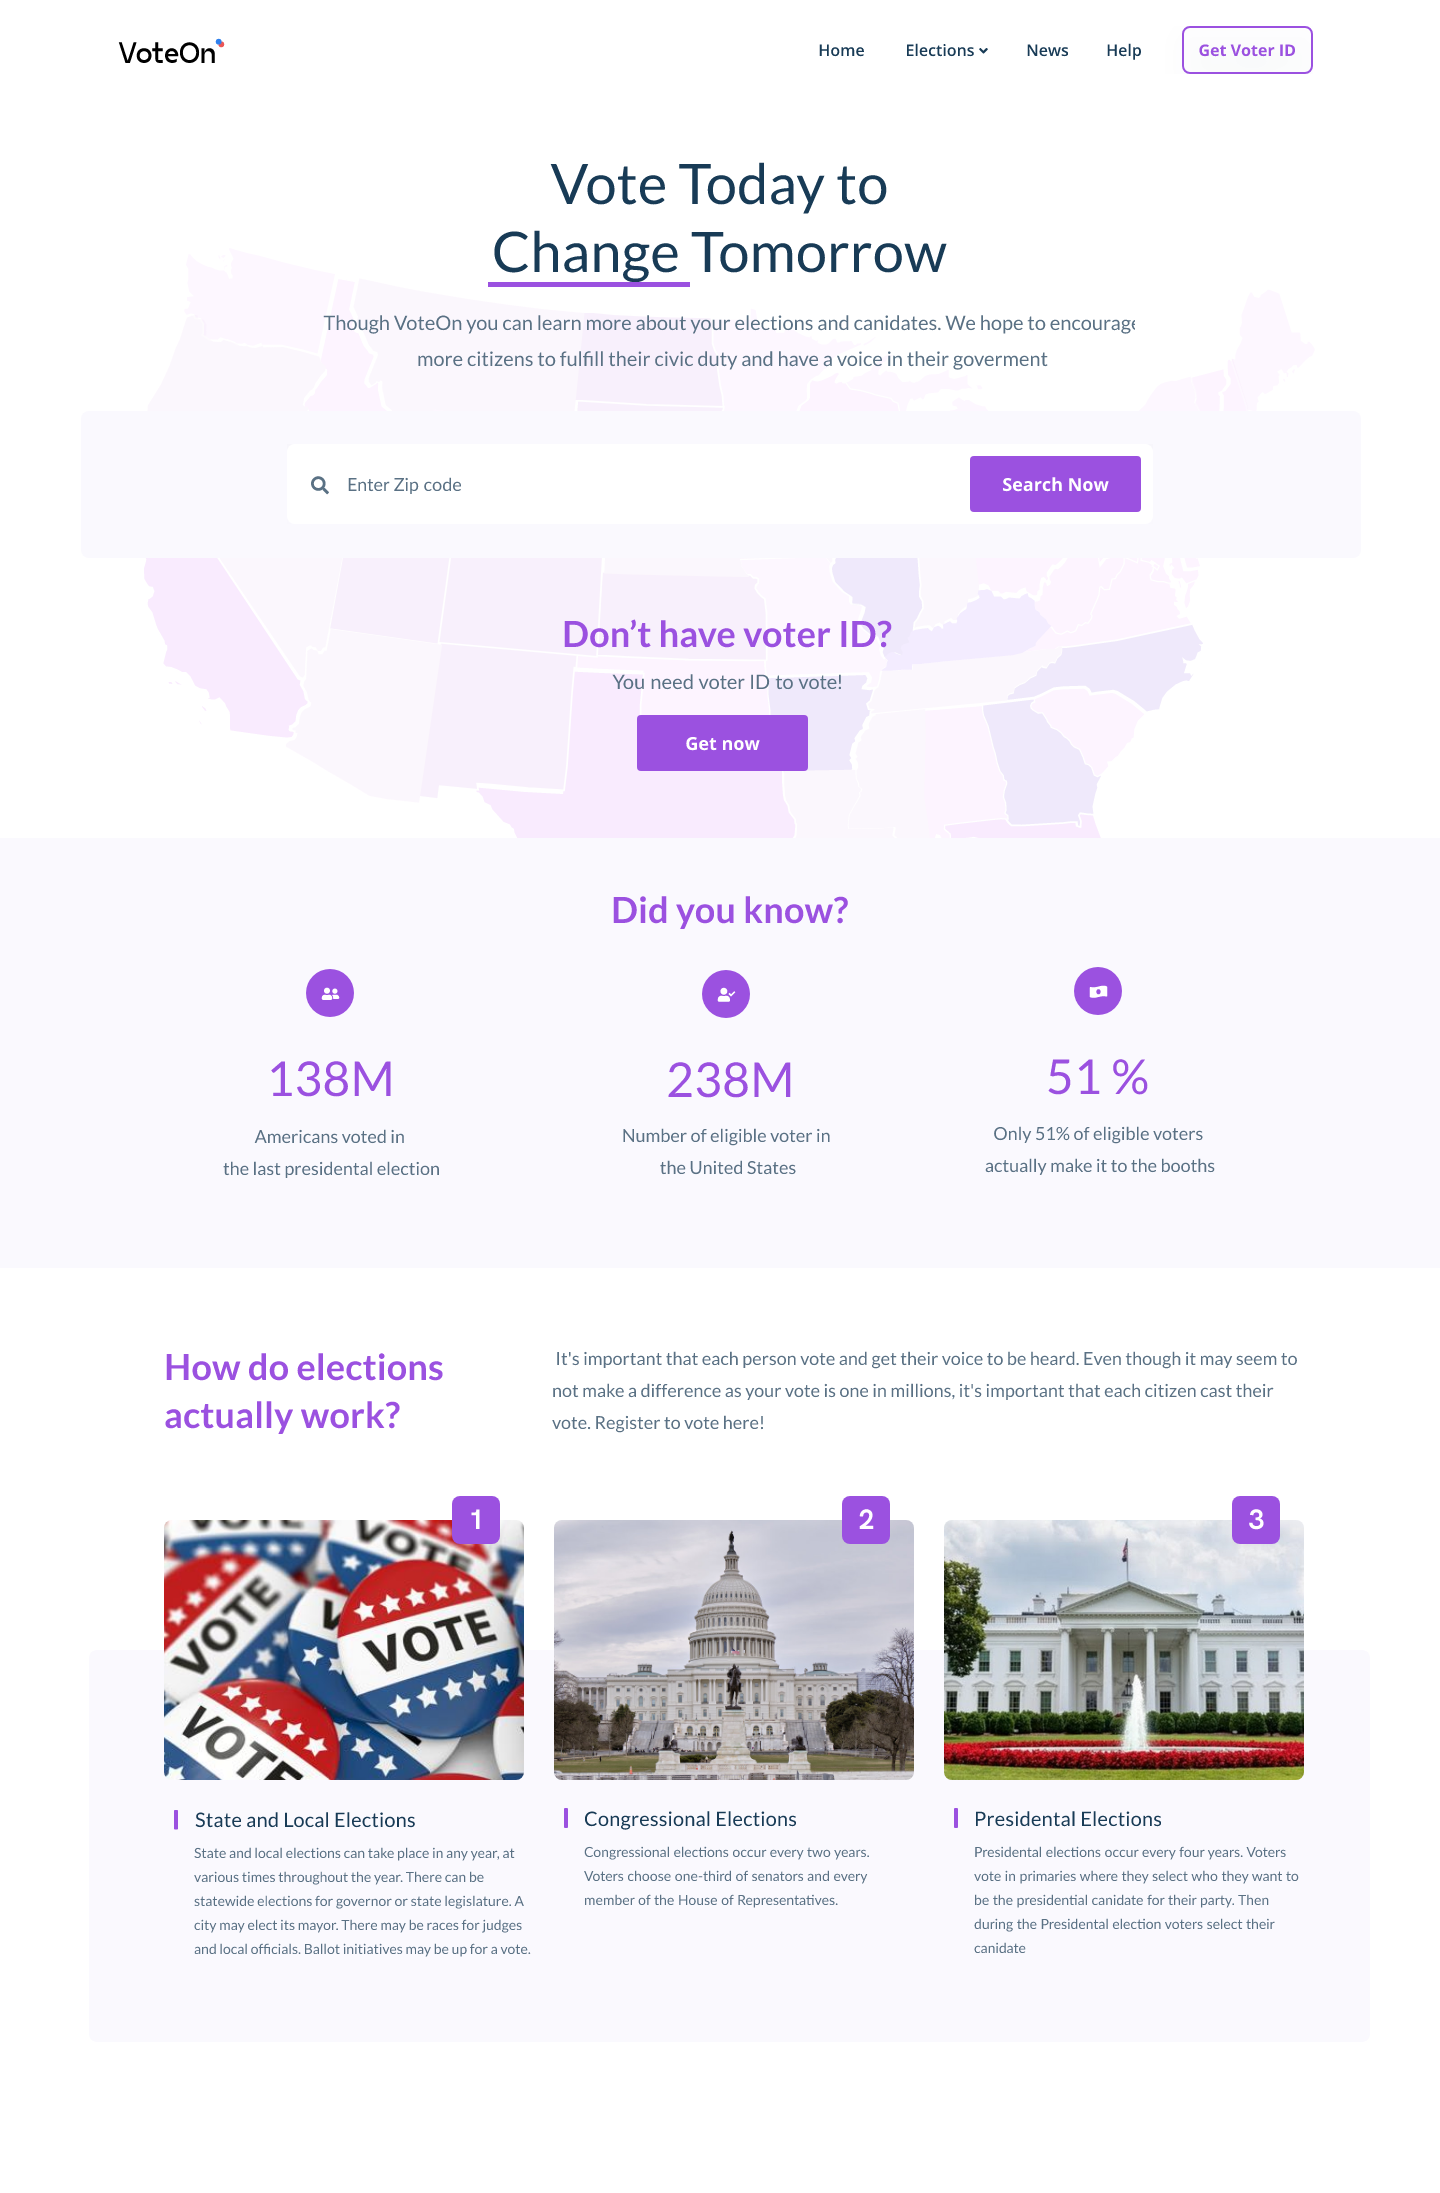 VoteOn
Home Elections News Help Get Voter ID
Vote Today to
Change Tomorrow
Though VoteOn you can learn more about your elections and canidates. We hope to encourage
more citizens to fulfill their civic duty and have a voice in their goverment
Enter Zip code
Search Now
Don’t have voter ID?
You need voter ID to vote!
Get now
Did you know?
138M
Americans voted in
the last presidental election
238M
Number of eligible voter in
the United States
51 %
Only 51% of eligible voters
actually make it to the booths
How do elections
actually work?
It's important that each person vote and get their voice to be heard. Even though it may seem to
not make a difference as your vote is one in millions, it's important that each citizen cast their
vote. Register to vote here!
1
VOTE
VOTE
VOTE
VOTE
VOTE
State and Local Elections
State and local elections can take place in any year, at
various times throughout the year. There can be
statewide elections for governor or state legislature. A
city may elect its mayor. There may be races for judges
and local officials. Ballot initiatives may be up for a vote.
2
Congressional Elections
Congressional elections occur every two years.
Voters choose one-third of senators and every
member of the House of Representatives.
3
Presidental Elections
Presidental elections occur every four years. Voters
vote in primaries where they select who they want to
be the presidential canidate for their party. Then
during the Presidental election voters select their
canidate